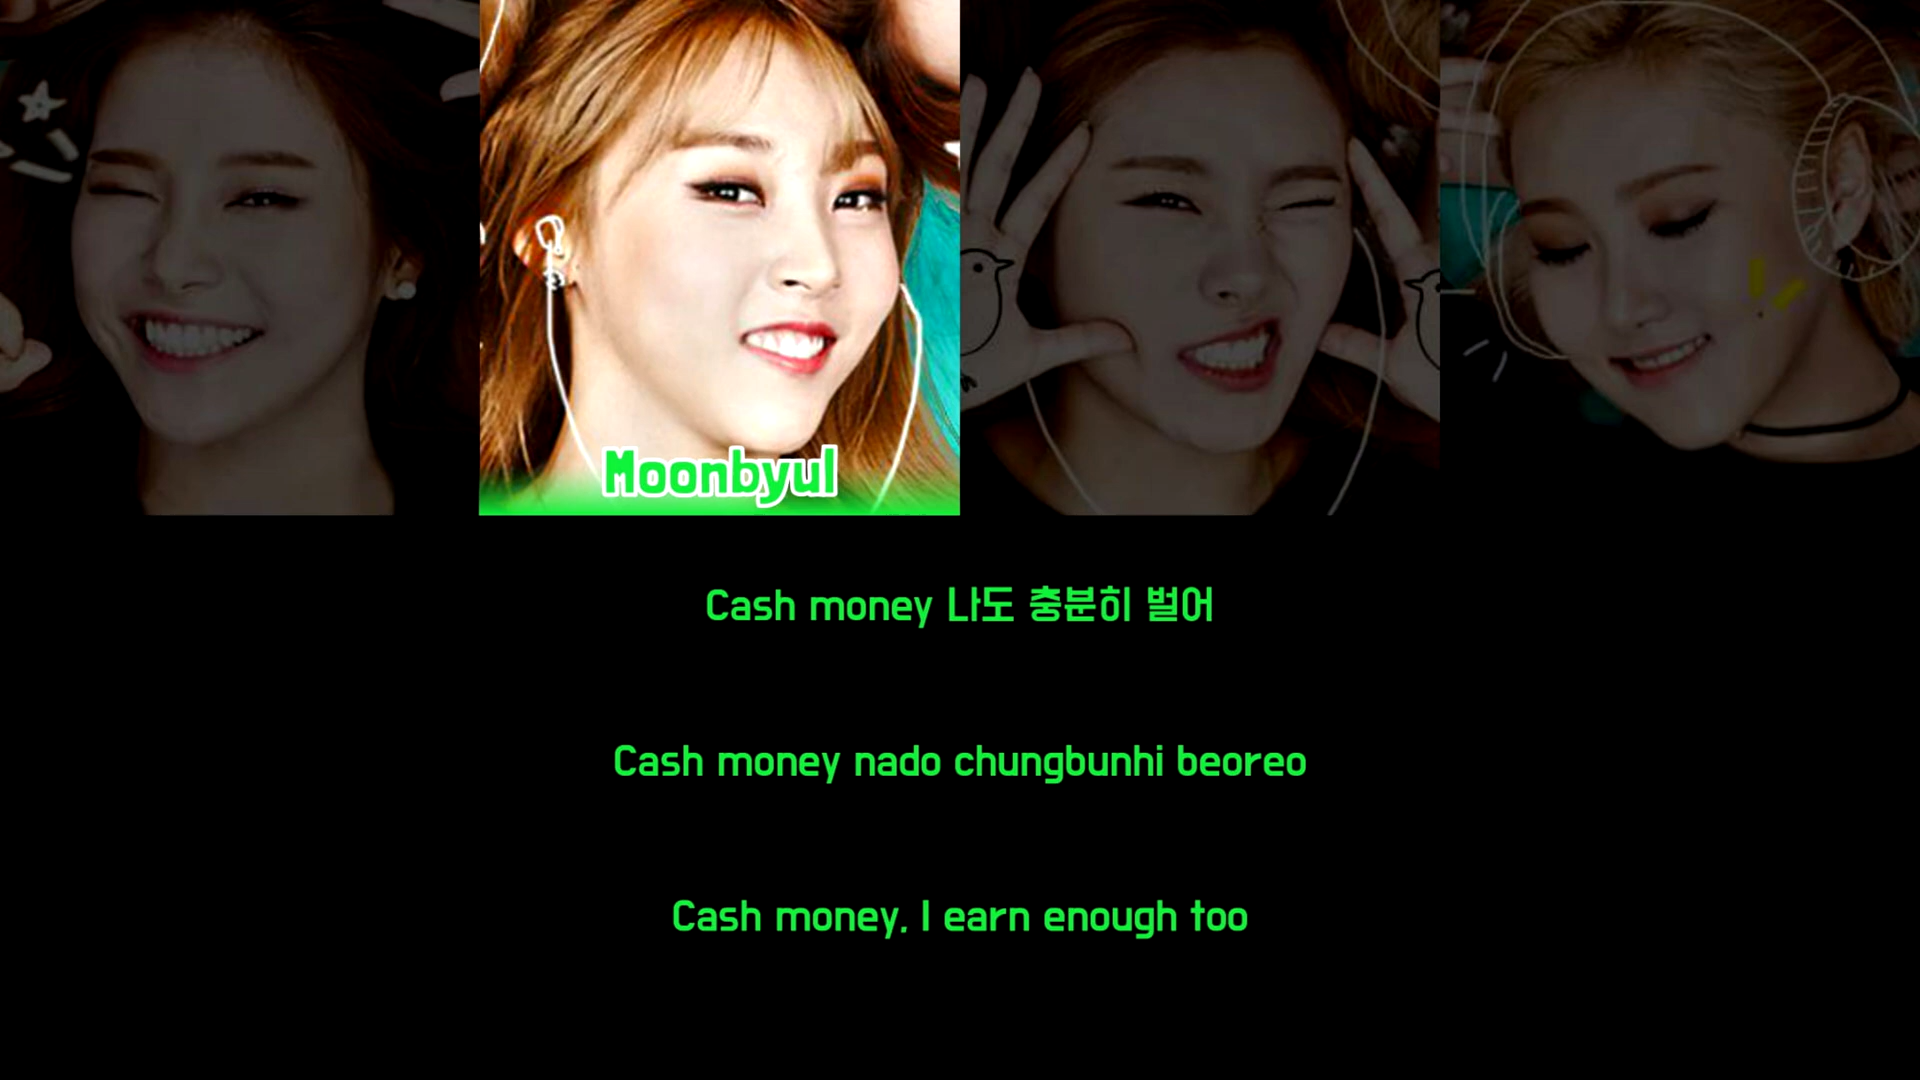 Moonbyul
Cash money 나도 충분히 벌어
Cash money nado chungbunhi beoreo
Cash money, I earn enough too